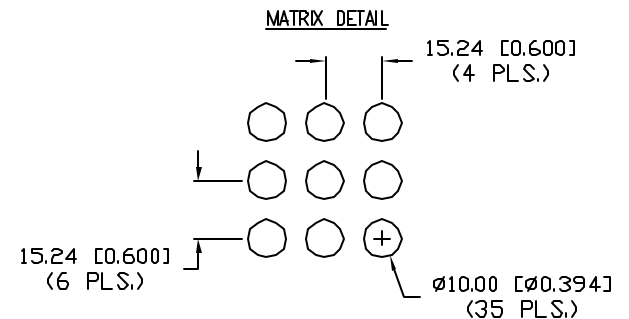 MATRIX DETAIL
15.24 [0.600]
(4 PLS.)
15.24 [0.600]
(6 PLS.)
ø10.00 [ø0.394]
(35 PLS.)